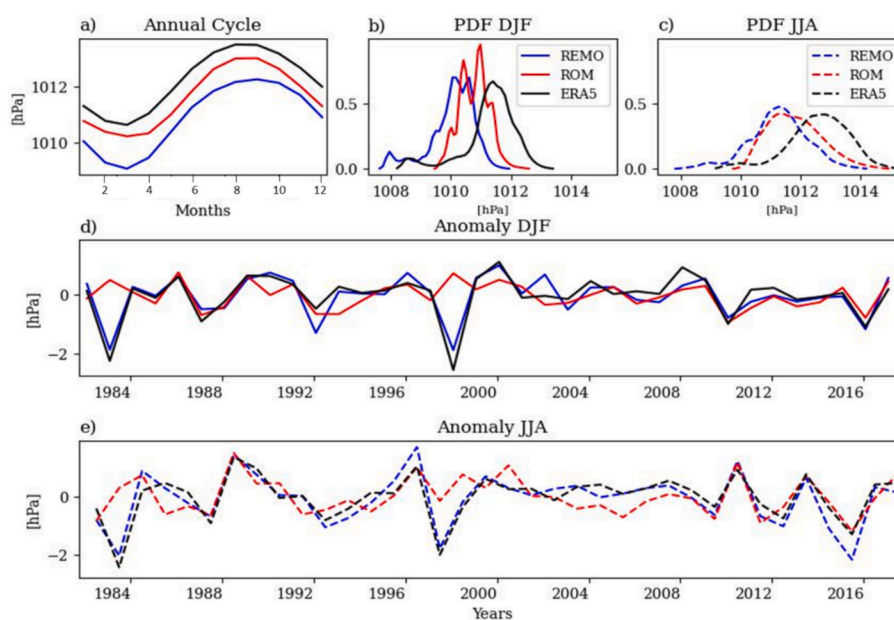 a) Annual Cycle
1012
1010
[hPa]
2 4 6 8 10 12
Months
b) PDF DJF
REMO
ROM
ERA5
0.5
0.0
1008 1010 1012 1014
[hPa]
c) PDF JJA
REMO
ROM
ERA5
0.5
0.0
1008 1010 1012 1014
[hPa]
d) Anomaly DJF
0
−2
[hPa]
1984 1988 1992 1996 2000 2004 2008 2012 2016
e) Anomaly JJA
0
−2
[hPa]
1984 1988 1992 1996 2000 2004 2008 2012 2016
Years